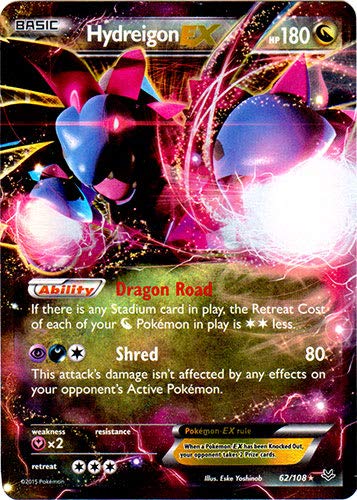 BASIC
Hydreigon EX
HP 180
Ability Dragon Road
If there is any Stadium card in play, the Retreat Cost
of each of your Pokémon in play is less.
Shred 80
This attack's damage isn't affected by any effects on
your opponent's Active Pokémon.
weakness resistance
×2
retreat
Pokémon-EX rule
When a Pokémon-EX has been Knocked Out,
your opponent takes 2 Prize cards.
©2015 Pokémon
Illus. Eske Yoshinob
62/108